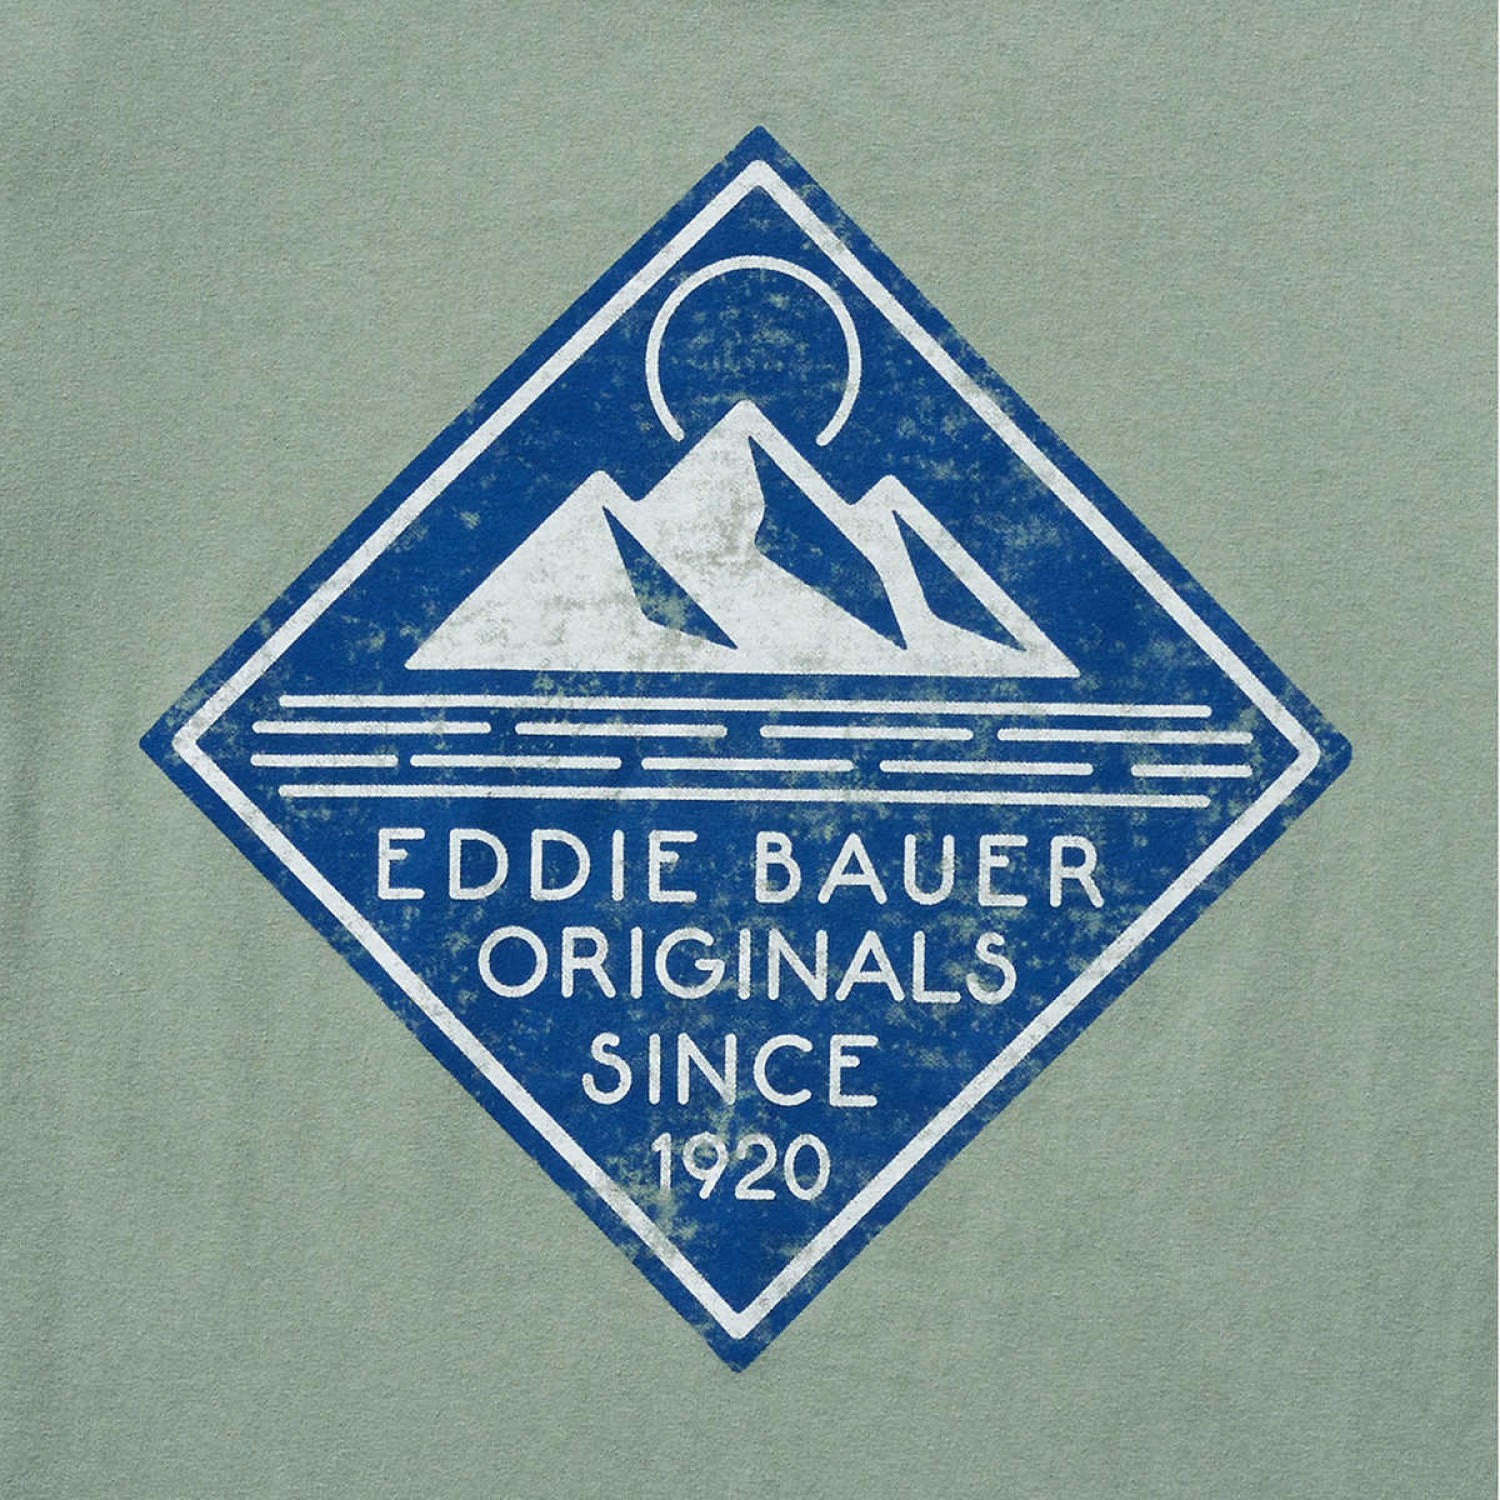 EDDIE BAUER
ORIGINALS
SINCE
1920